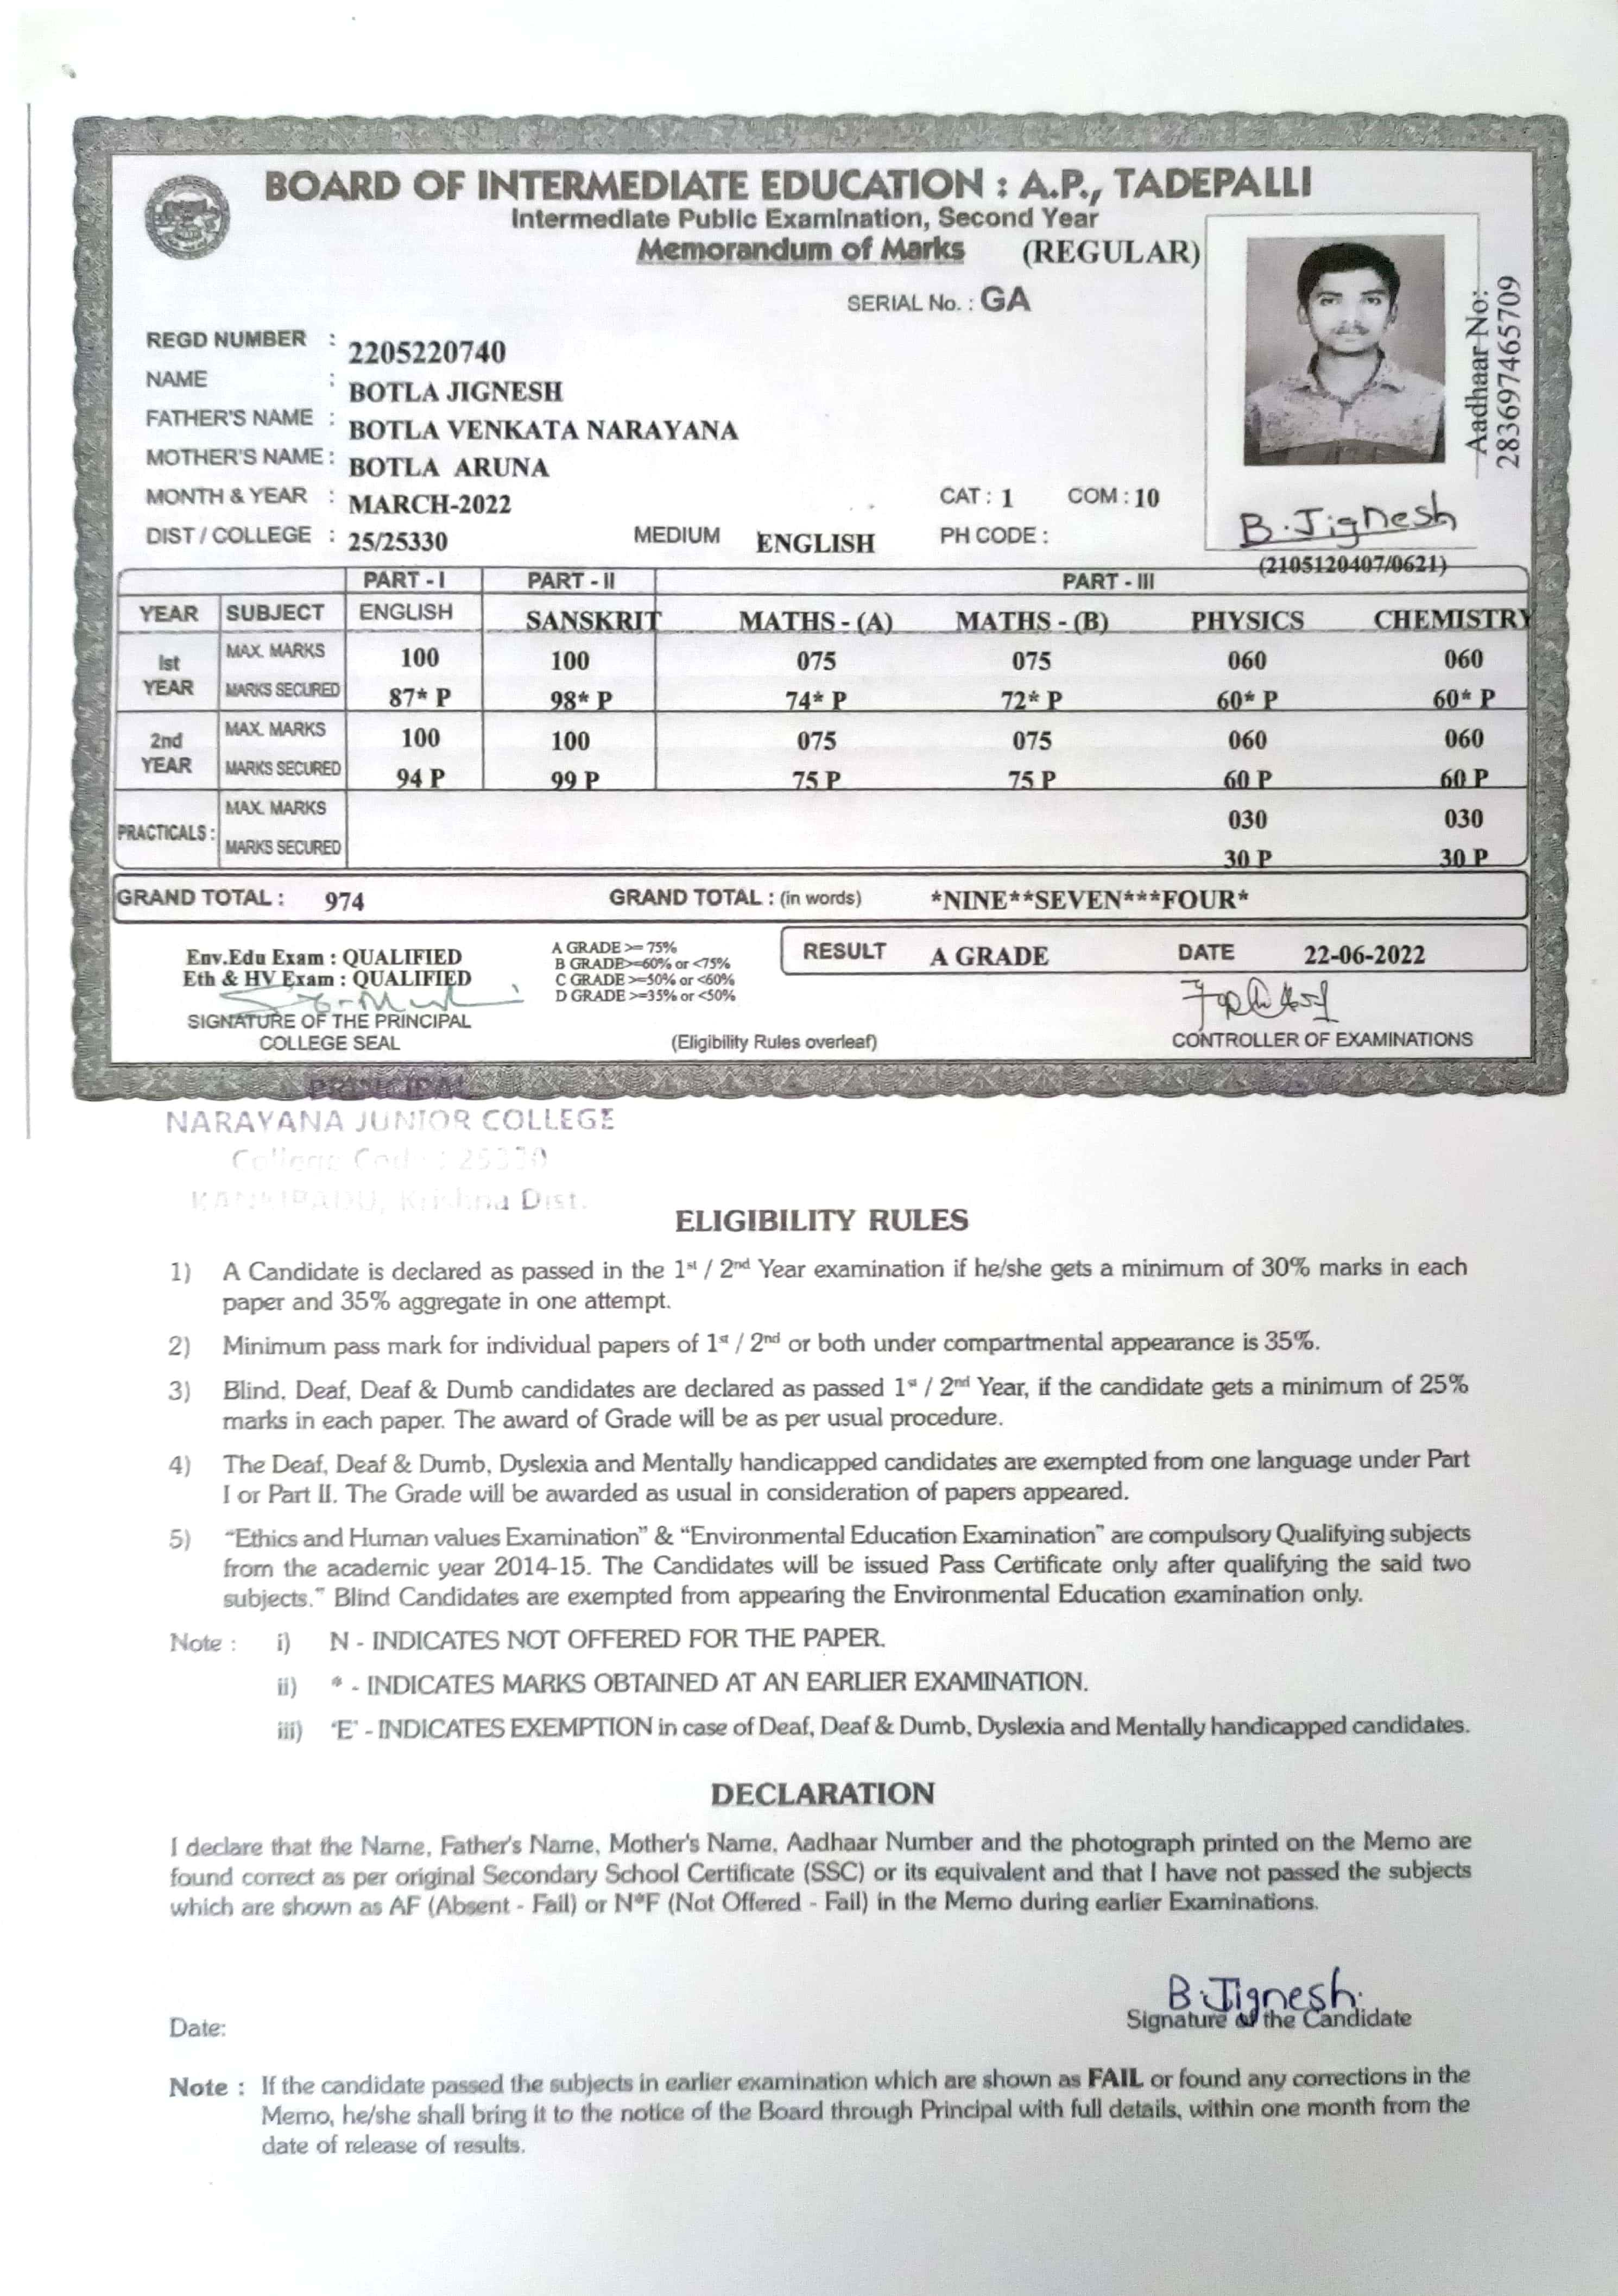 BOARD OF INTERMEDIATE EDUCATION : A.P., TADEPALLI
Intermediate Public Examination, Second Year
Memorandum of Marks (REGULAR)
SERIAL No. : GA
Aadhaar No:
283697465709
REGD NUMBER : 2205220740
NAME : BOTLA JIGNESH
FATHER'S NAME : BOTLA VENKATA NARAYANA
MOTHER'S NAME : BOTLA ARUNA
MONTH & YEAR : MARCH-2022 CAT : 1 COM : 10
DIST / COLLEGE : 25/25330 MEDIUM ENGLISH PH CODE :
B.Jignesh
(2105120407/0621)
PART - I PART - II PART - III
YEAR SUBJECT ENGLISH SANSKRIT MATHS - (A) MATHS - (B) PHYSICS CHEMISTRY
Ist YEAR MAX. MARKS 100 100 075 075 060 060
MARKS SECURED 87* P 98* P 74* P 72* P 60* P 60* P
2nd YEAR MAX. MARKS 100 100 075 075 060 060
MARKS SECURED 94 P 99 P 75 P 75 P 60 P 60 P
PRACTICALS : MAX. MARKS 030 030
MARKS SECURED 30 P 30 P
GRAND TOTAL : 974 GRAND TOTAL : (in words) *NINE**SEVEN***FOUR*
Env.Edu Exam : QUALIFIED
Eth & HV Exam : QUALIFIED
A GRADE >= 75%
B GRADE>=60% or <75%
C GRADE >=50% or <60%
D GRADE >=35% or <50%
RESULT A GRADE DATE 22-06-2022
SIGNATURE OF THE PRINCIPAL
COLLEGE SEAL
(Eligibility Rules overleaf)
CONTROLLER OF EXAMINATIONS
PRINCIPAL
NARAYANA JUNIOR COLLEGE
College Code : 25330
KANKIPADU, Krishna Dist.
ELIGIBILITY RULES
1) A Candidate is declared as passed in the 1st / 2nd Year examination if he/she gets a minimum of 30% marks in each
paper and 35% aggregate in one attempt.
2) Minimum pass mark for individual papers of 1st / 2nd or both under compartmental appearance is 35%.
3) Blind, Deaf, Deaf & Dumb candidates are declared as passed 1st / 2nd Year, if the candidate gets a minimum of 25%
marks in each paper. The award of Grade will be as per usual procedure.
4) The Deaf, Deaf & Dumb, Dyslexia and Mentally handicapped candidates are exempted from one language under Part
I or Part II. The Grade will be awarded as usual in consideration of papers appeared.
5) "Ethics and Human values Examination" & "Environmental Education Examination" are compulsory Qualifying subjects
from the academic year 2014-15. The Candidates will be issued Pass Certificate only after qualifying the said two
subjects." Blind Candidates are exempted from appearing the Environmental Education examination only.
Note : i) N - INDICATES NOT OFFERED FOR THE PAPER.
ii) * - INDICATES MARKS OBTAINED AT AN EARLIER EXAMINATION.
iii) 'E' - INDICATES EXEMPTION in case of Deaf, Deaf & Dumb, Dyslexia and Mentally handicapped candidates.
DECLARATION
I declare that the Name, Father's Name, Mother's Name, Aadhaar Number and the photograph printed on the Memo are
found correct as per original Secondary School Certificate (SSC) or its equivalent and that I have not passed the subjects
which are shown as AF (Absent - Fail) or N*F (Not Offered - Fail) in the Memo during earlier Examinations.
B.Jignesh.
Date: Signature of the Candidate
Note : If the candidate passed the subjects in earlier examination which are shown as FAIL or found any corrections in the
Memo, he/she shall bring it to the notice of the Board through Principal with full details, within one month from the
date of release of results.